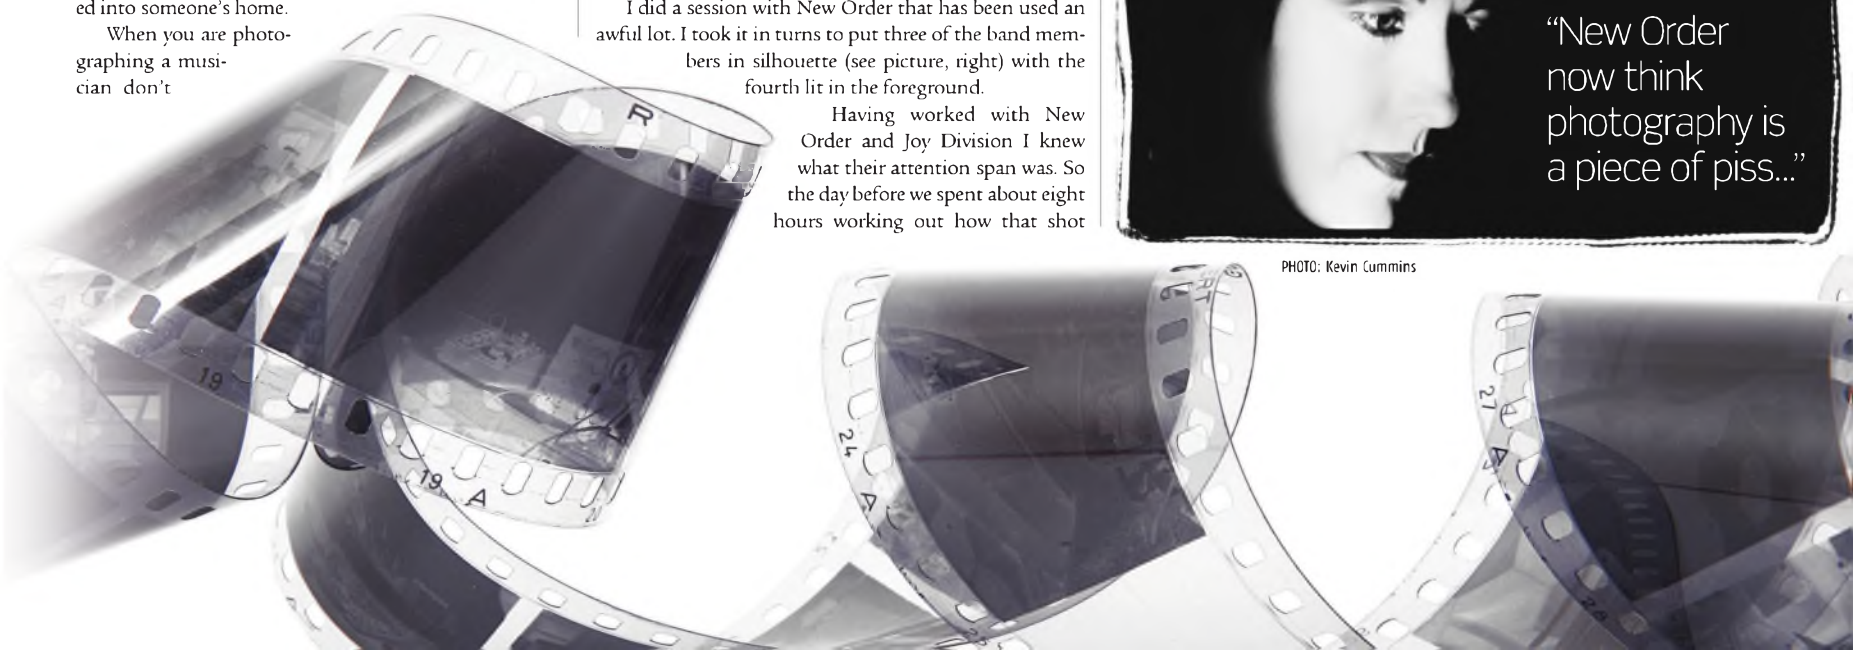 ed into someone's home.
When you are photo-
graphing a musi-
cian don't
I did a session with New Order that has been used an
awful lot. I took it in turns to put three of the band mem-
bers in silhouette (see picture, right) with the
fourth lit in the foreground.
Having worked with New
Order and Joy Division I knew
what their attention span was. So
the day before we spent about eight
hours working out how that shot
“New Order
now think
photography is
a piece of piss...”
PHOTO: Kevin Cummins
R
19
19 A
24
A
27
A